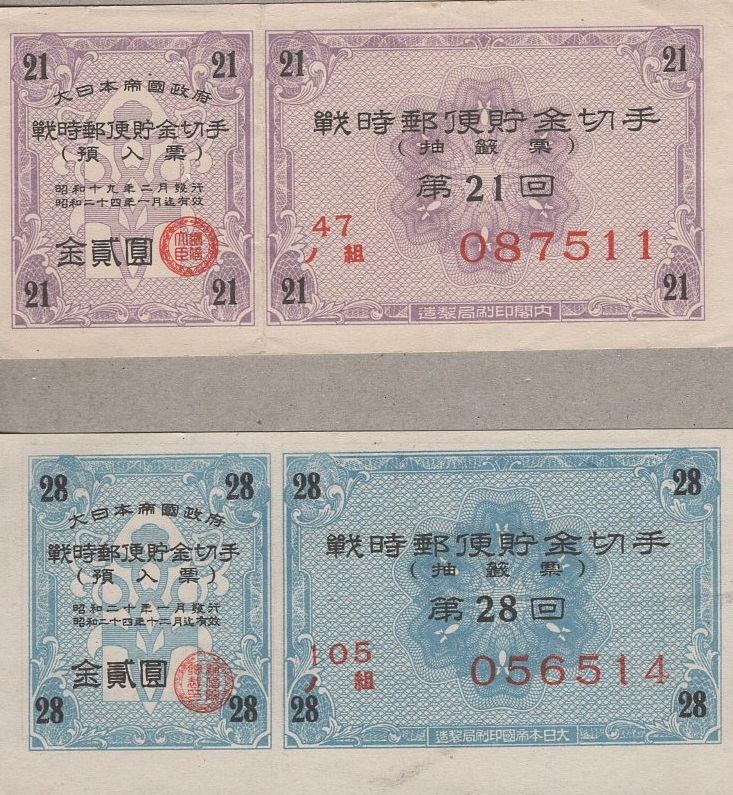 21 21
大日本帝國政府
戰時郵便貯金切手
(預入票)
昭和十九年二月發行
昭和二十四年一月迄有效
金貳圓
21 21
21 21
戰時郵便貯金切手
(抽籤票)
第21回
47
ノ組
087511
21 21
內閣印刷局製造
28 28
大日本帝國政府
戰時郵便貯金切手
(預入票)
昭和二十年一月發行
昭和二十四年十二月迄有效
金貳圓
28 28
28 28
戰時郵便貯金切手
(抽籤票)
第28回
105
ノ組
056514
28 28
大日本帝國印刷局製造